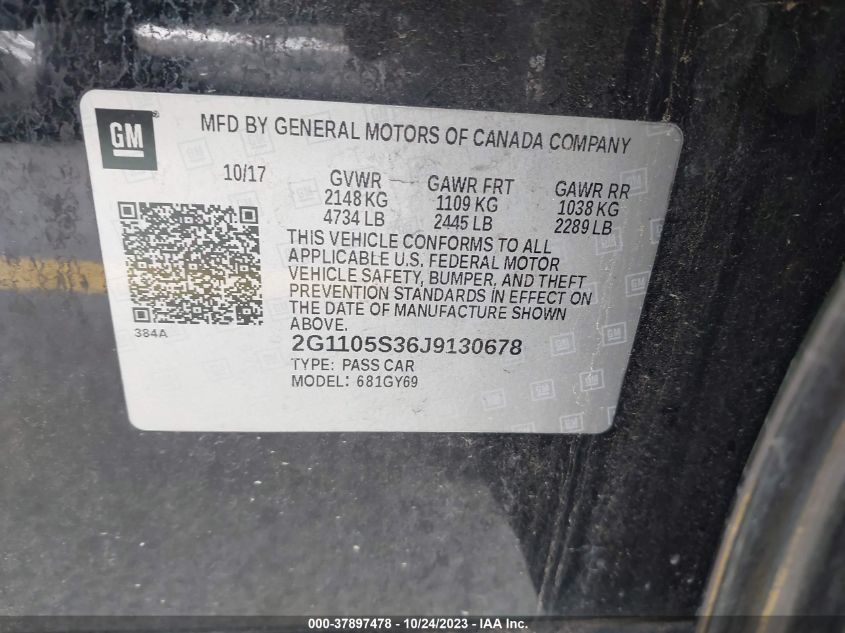 GM
MFD BY GENERAL MOTORS OF CANADA COMPANY
10/17 GVWR GAWR FRT GAWR RR
2148 KG 1109 KG 1038 KG
4734 LB 2445 LB 2289 LB
THIS VEHICLE CONFORMS TO ALL
APPLICABLE U.S. FEDERAL MOTOR
VEHICLE SAFETY, BUMPER, AND THEFT
PREVENTION STANDARDS IN EFFECT ON
THE DATE OF MANUFACTURE SHOWN
ABOVE.
384A
2G1105S36J9130678
TYPE: PASS CAR
MODEL: 681GY69
000-37897478 - 10/24/2023 - IAA Inc.